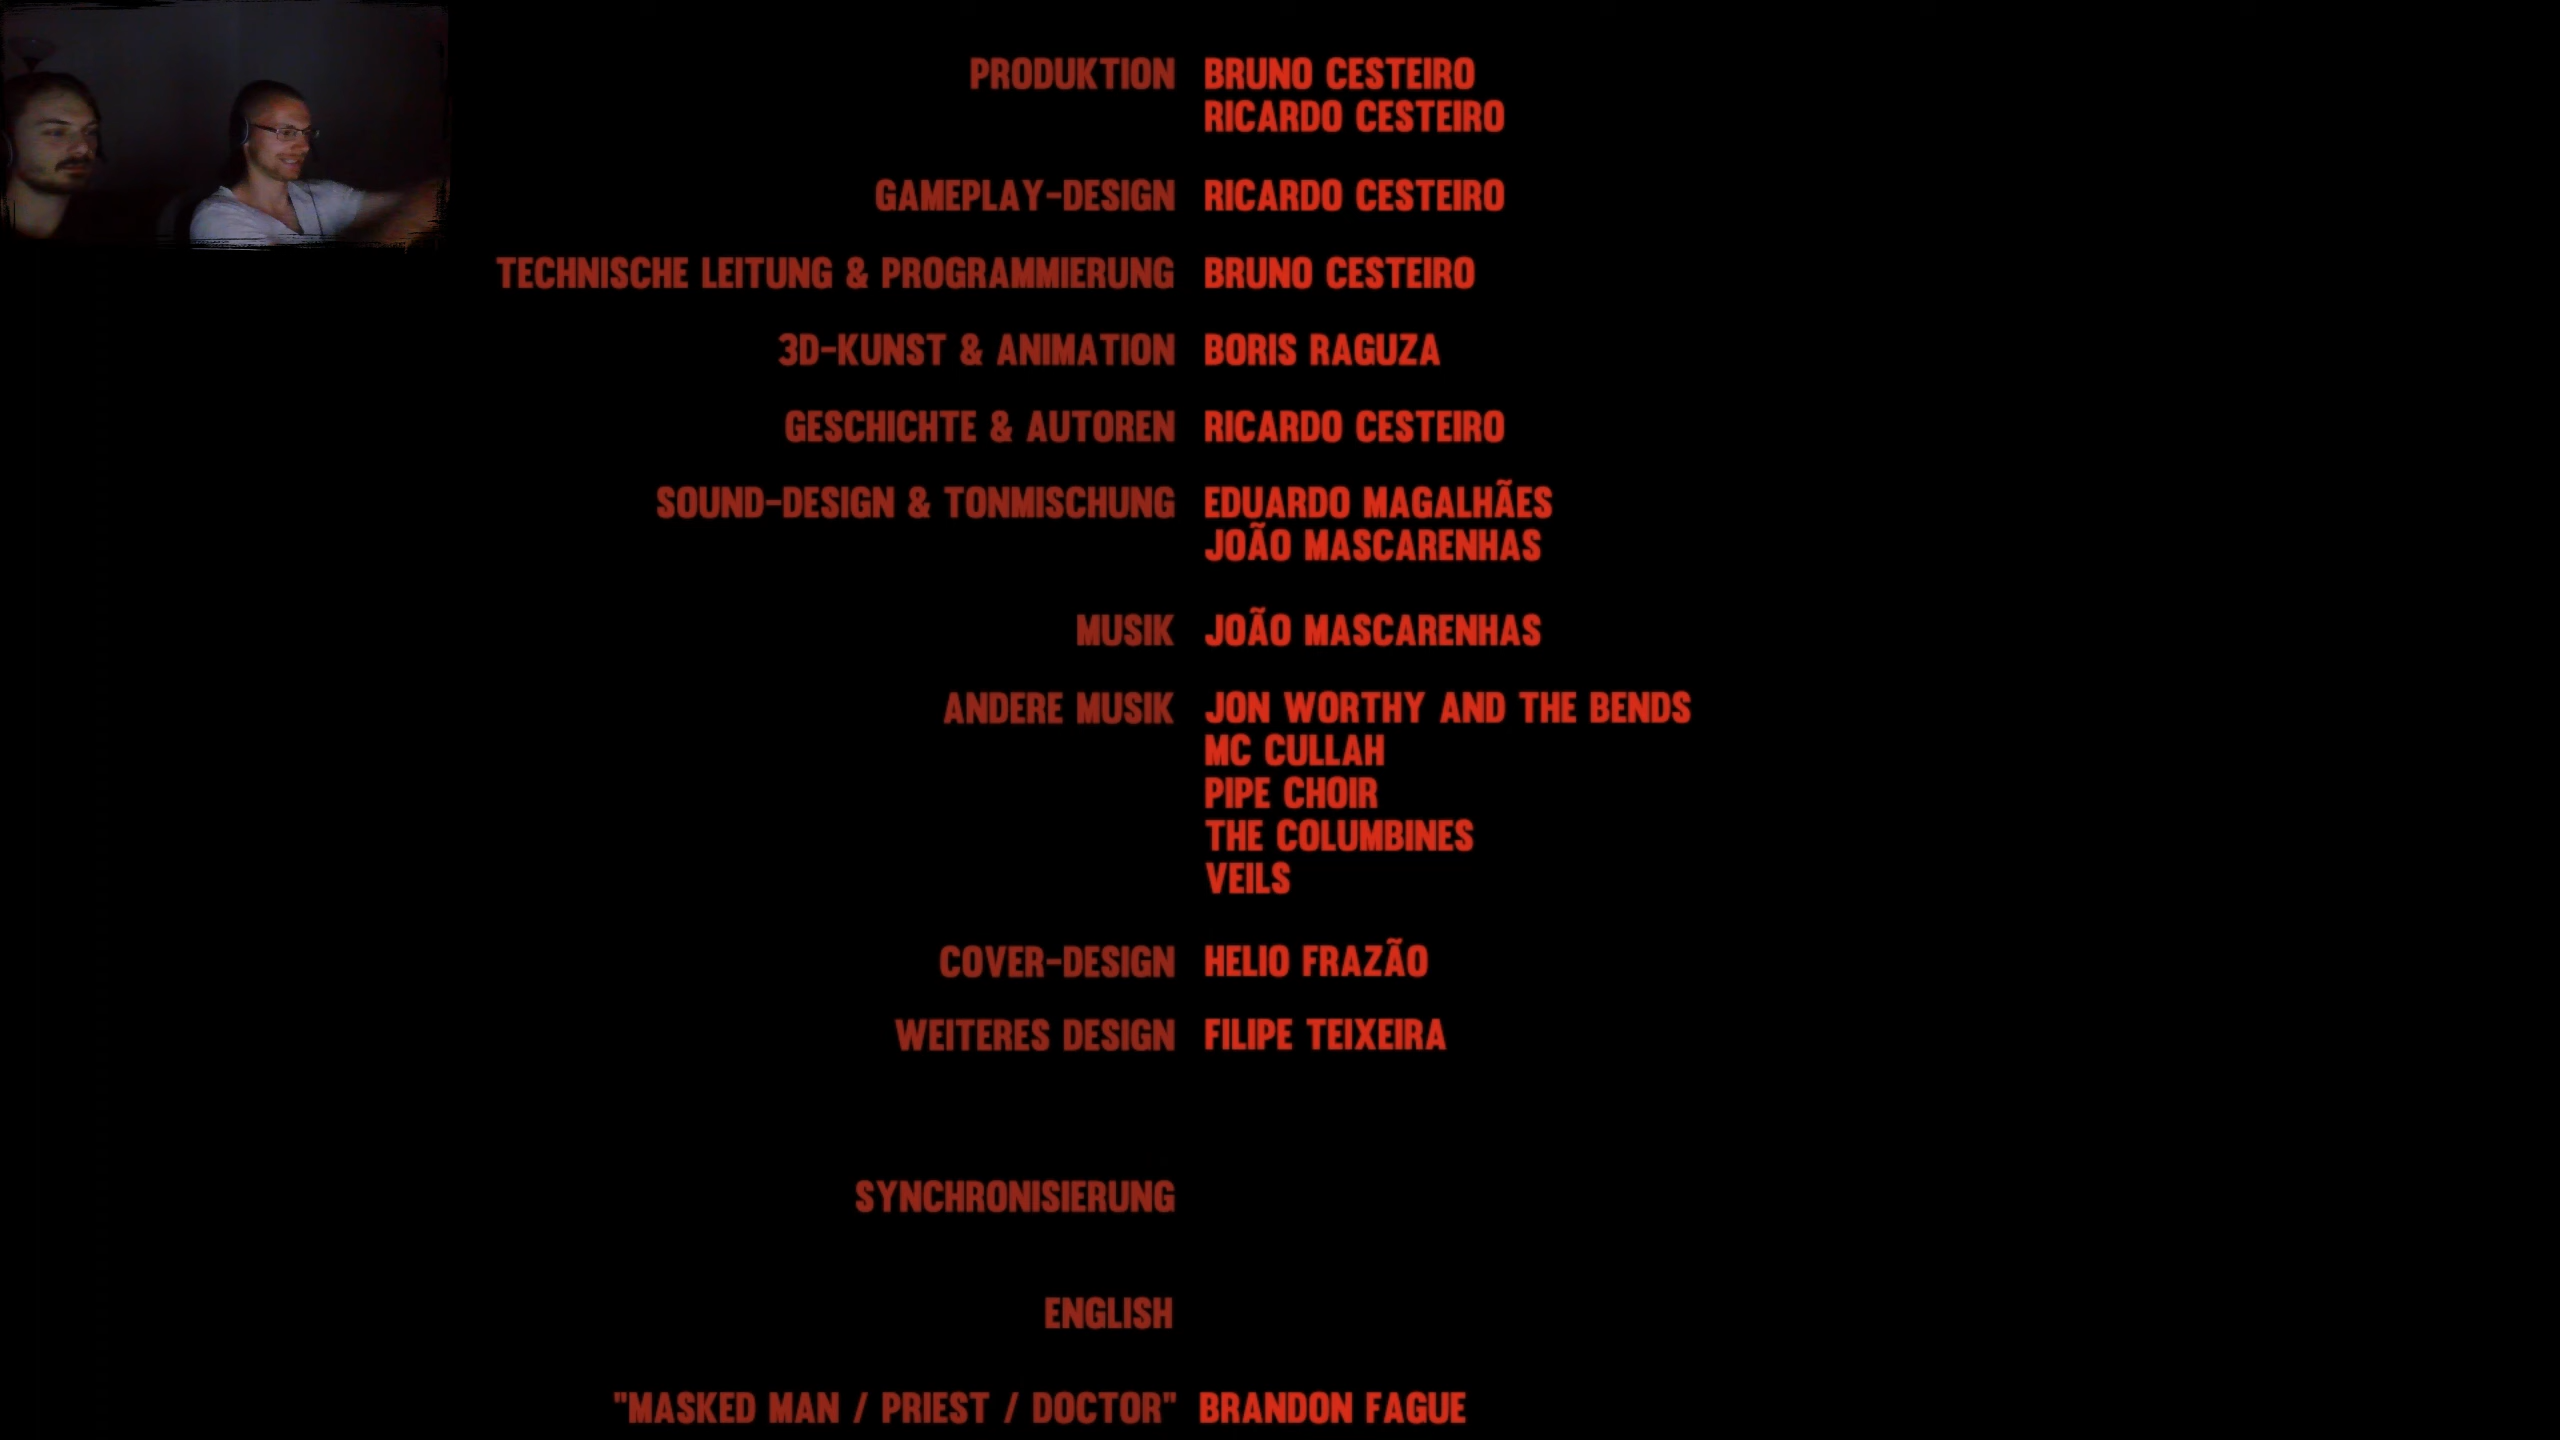 PRODUKTION BRUNO CESTEIRO
RICARDO CESTEIRO
GAMEPLAY-DESIGN RICARDO CESTEIRO
TECHNISCHE LEITUNG & PROGRAMMIERUNG BRUNO CESTEIRO
3D-KUNST & ANIMATION BORIS RAGUZA
GESCHICHTE & AUTOREN RICARDO CESTEIRO
SOUND-DESIGN & TONMISCHUNG EDUARDO MAGALHÃES
JOÃO MASCARENHAS
MUSIK JOÃO MASCARENHAS
ANDERE MUSIK JON WORTHY AND THE BENDS
MC CULLAH
PIPE CHOIR
THE COLUMBINES
VEILS
COVER-DESIGN HELIO FRAZÃO
WEITERES DESIGN FILIPE TEIXEIRA
SYNCHRONISIERUNG
ENGLISH
"MASKED MAN / PRIEST / DOCTOR" BRANDON FAGUE